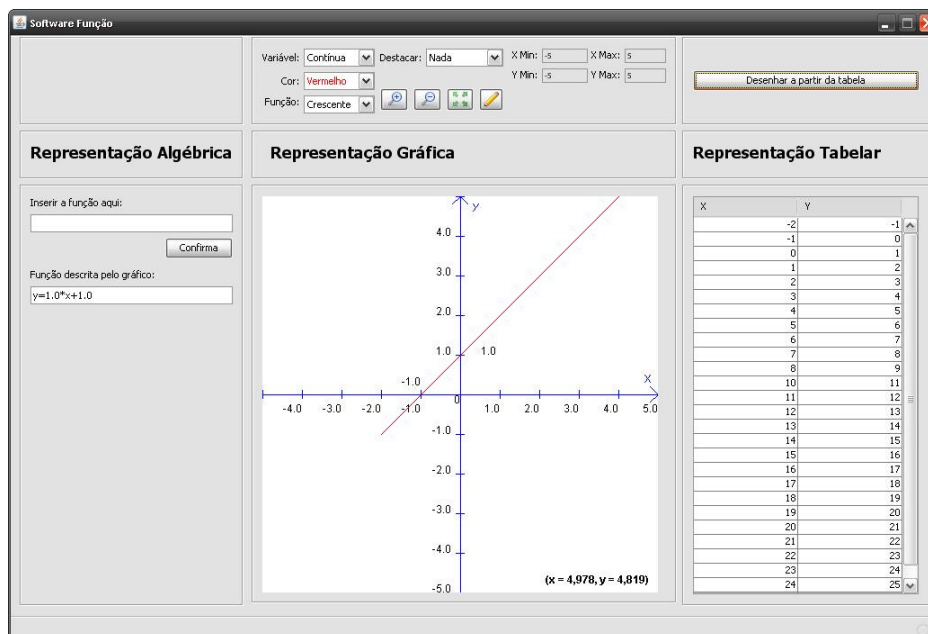 Software Função
Variável: Contínua Destacar: Nada X Min: -5 X Max: 5
Cor: Vermelho Y Min: -5 Y Max: 5
Função: Crescente
Desenhar a partir da tabela
Representação Algébrica
Representação Gráfica
Representação Tabelar
Inserir a função aqui:
Confirma
Função descrita pelo gráfico:
y=1.0*x+1.0
y
4.0
3.0
2.0
1.0 1.0
-1.0 X
0
-4.0 -3.0 -2.0 -1.0 1.0 2.0 3.0 4.0 5.0
-1.0
-2.0
-3.0
-4.0
-5.0
(x = 4,978, y = 4,819)
X Y
-2 -1
-1 0
0 1
1 2
2 3
3 4
4 5
5 6
6 7
7 8
8 9
10 11
11 12
12 13
13 14
14 15
15 16
16 17
17 18
18 19
19 20
20 21
21 22
22 23
23 24
24 25